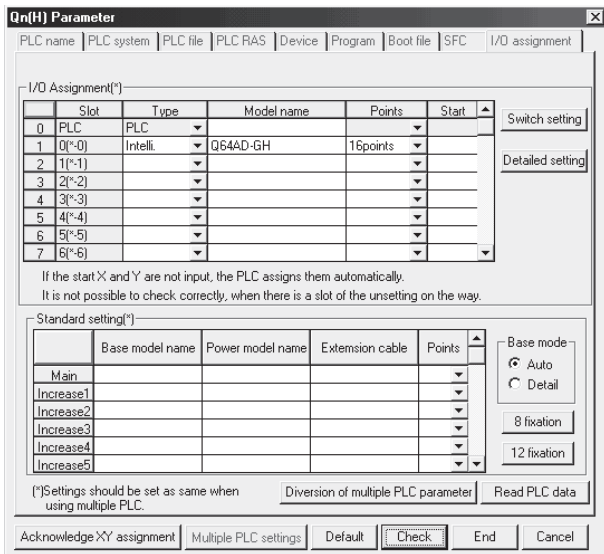 Qn(H) Parameter
PLC name PLC system PLC file PLC RAS Device Program Boot file SFC I/O assignment
I/O Assignment(*)
Slot Type Model name Points Start
0 PLC PLC
1 0(*-0) Intelli. Q64AD-GH 16points
2 1(*-1)
3 2(*-2)
4 3(*-3)
5 4(*-4)
6 5(*-5)
7 6(*-6)
Switch setting
Detailed setting
If the start X and Y are not input, the PLC assigns them automatically.
It is not possible to check correctly, when there is a slot of the unsetting on the way.
Standard setting(*)
Base model name Power model name Extension cable Points
Main
Increase1
Increase2
Increase3
Increase4
Increase5
Base mode
Auto
Detail
8 fixation
12 fixation
(*)Settings should be set as same when
using multiple PLC.
Diversion of multiple PLC parameter Read PLC data
Acknowledge XY assignment Multiple PLC settings Default Check End Cancel